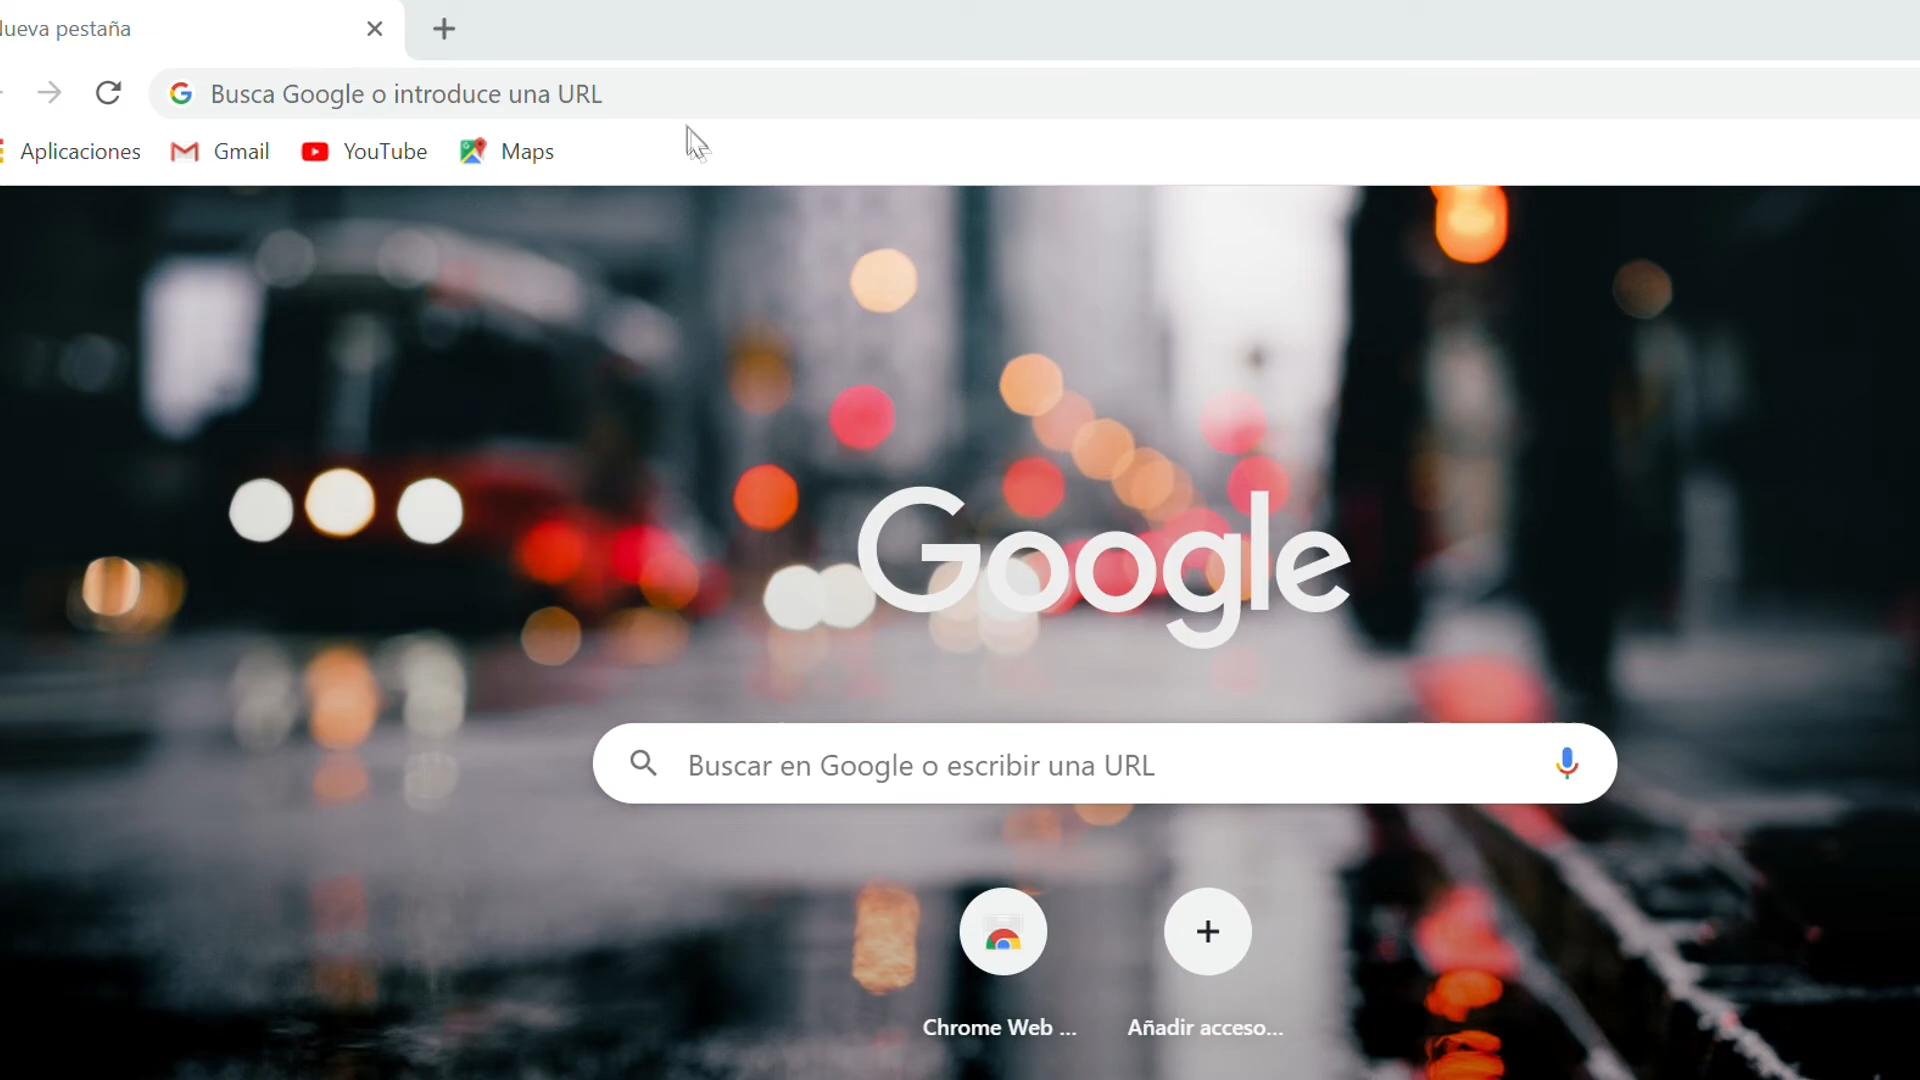 ueva pestaña
Busca Google o introduce una URL
Aplicaciones Gmail YouTube Maps
Google
Buscar en Google o escribir una URL
Chrome Web ... Añadir acceso...